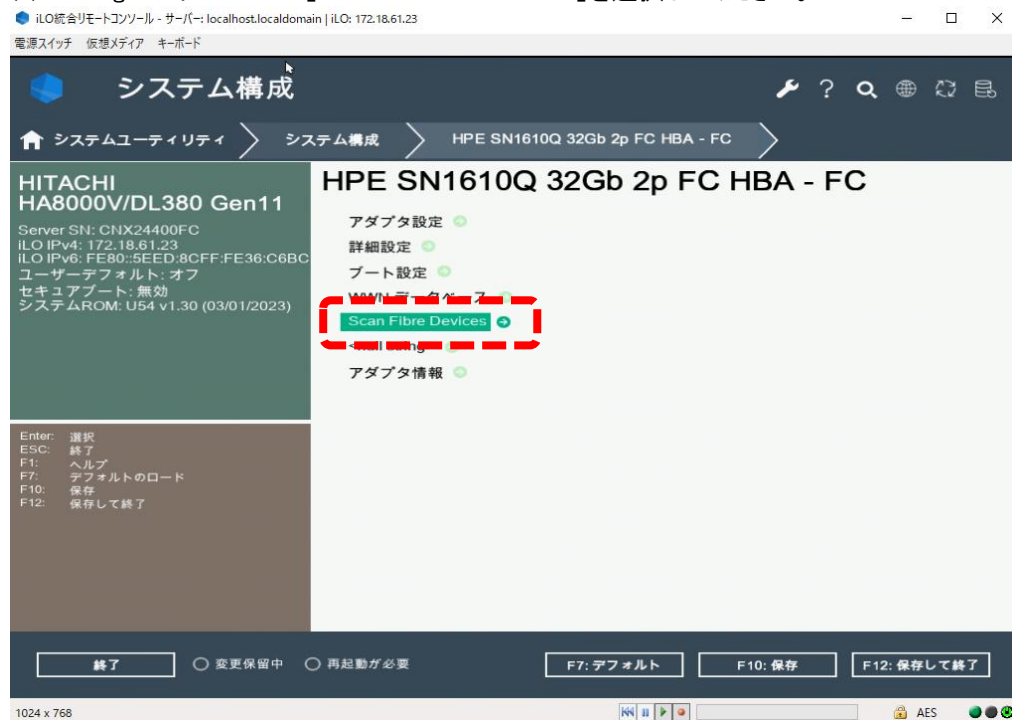 iLO統合リモートコンソール - サーバー: localhost.localdomain | iLO: 172.18.61.23
電源スイッチ 仮想メディア キーボード
システム構成
システムユーティリティ システム構成 HPE SN1610Q 32Gb 2p FC HBA - FC
HITACHI
HA8000V/DL380 Gen11
Server SN: CNX24400FC
iLO IPv4: 172.18.61.23
iLO IPv6: FE80::5EED:8CFF:FE36:C6BC
ユーザーデフォルト: オフ
セキュアブート: 無効
システムROM: U54 v1.30 (03/01/2023)
HPE SN1610Q 32Gb 2p FC HBA - FC
アダプタ設定
詳細設定
ブート設定
WWN データベース
Scan Fibre Devices
アダプタ情報
Enter: 選択
ESC: 終了
F1: ヘルプ
F7: デフォルトのロード
F10: 保存
F12: 保存して終了
終了 変更保留中 再起動が必要 F7: デフォルト F10: 保存 F12: 保存して終了
1024 x 768 AES